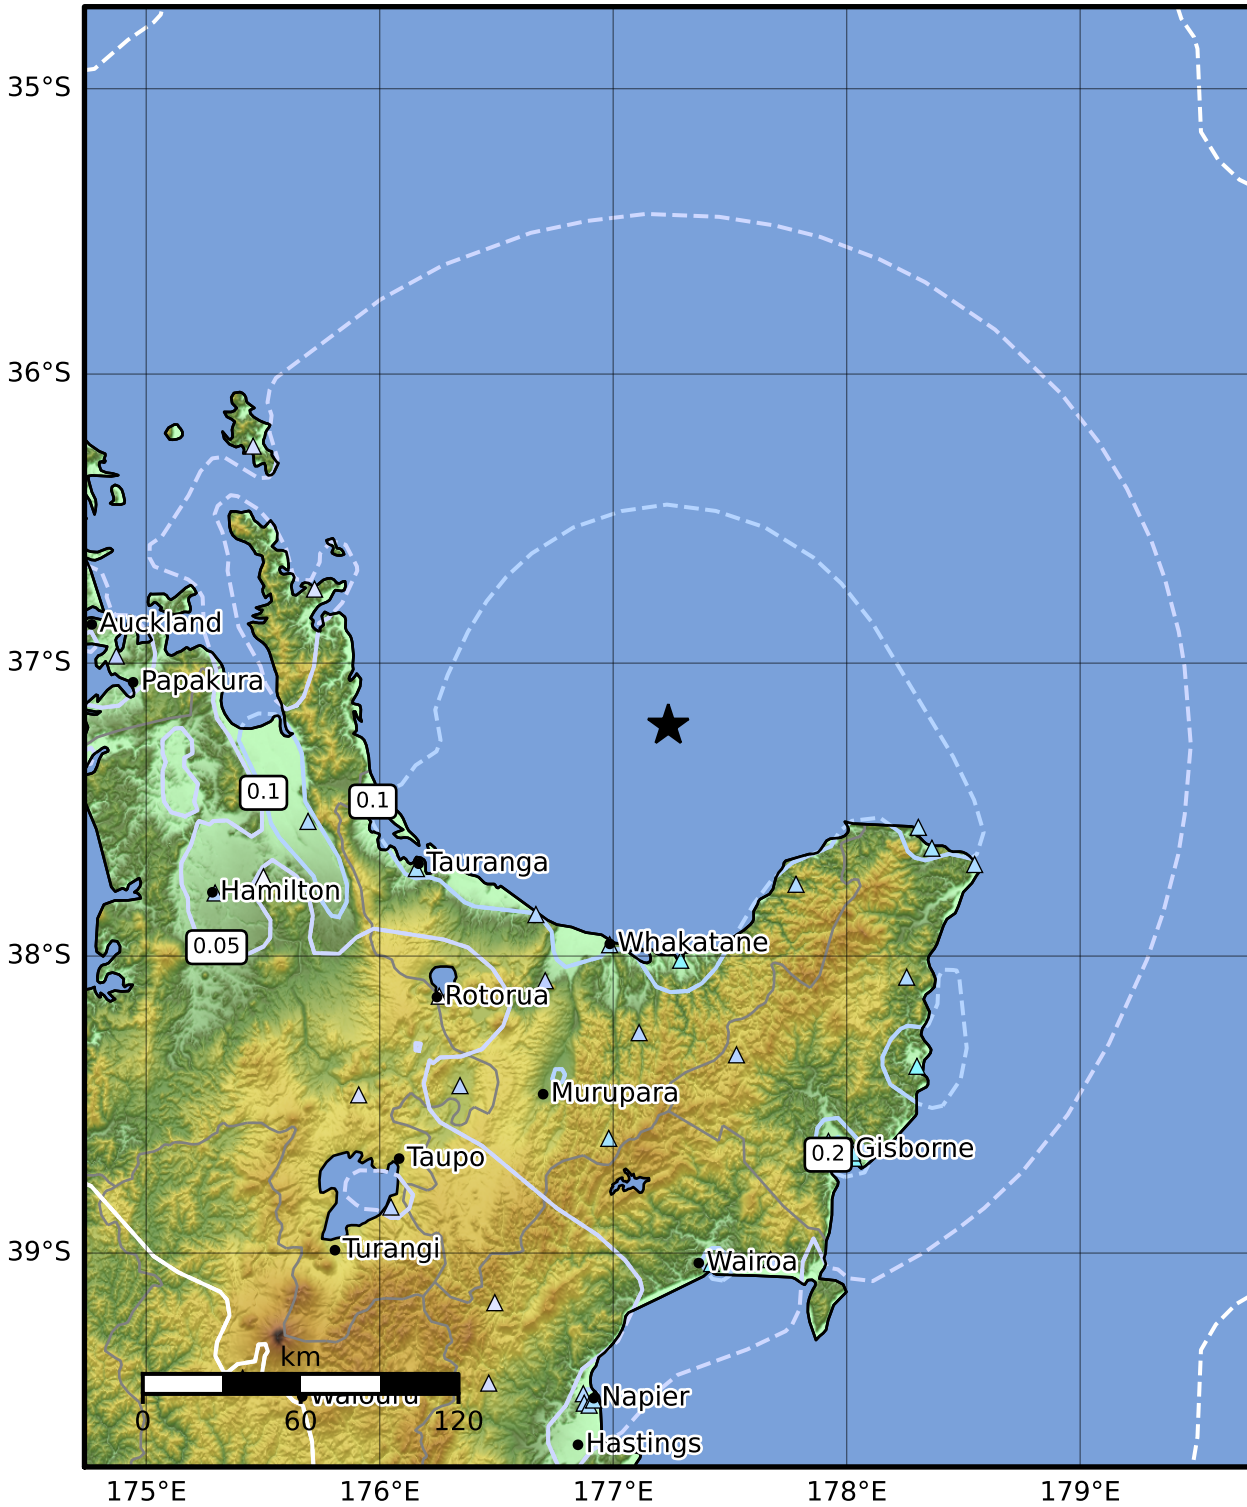 35°S
36°S
37°S
38°S
39°S
Auckland
Papakura
0.1
0.1
Tauranga
Hamilton
0.05
Whakatane
Rotorua
Murupara
Taupo
0.2
Gisborne
Turangi
Wairoa
km
Waiouru
0
60
120
Napier
Hastings
175°E
176°E
177°E
178°E
179°E